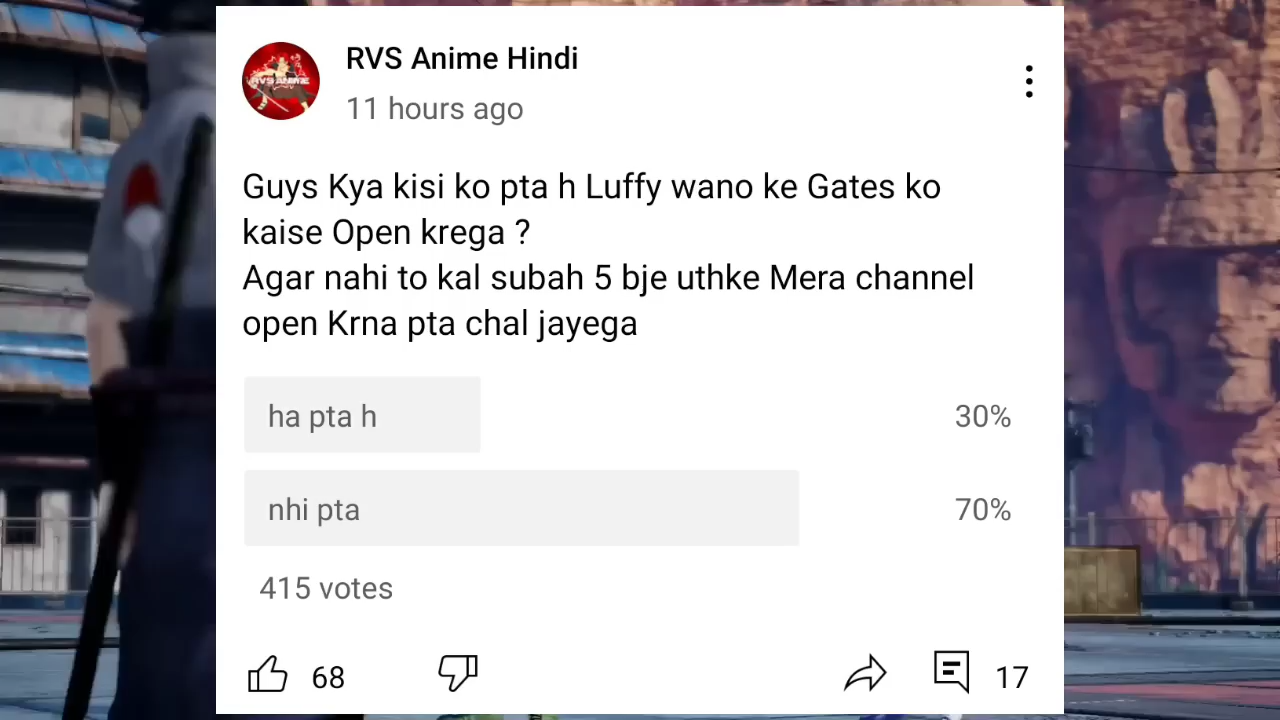 RVS Anime Hindi
11 hours ago
Guys Kya kisi ko pta h Luffy wano ke Gates ko
kaise Open krega ?
Agar nahi to kal subah 5 bje uthke Mera channel
open Krna pta chal jayega
ha pta h 30%
nhi pta 70%
415 votes
68 17
RVS ANIME